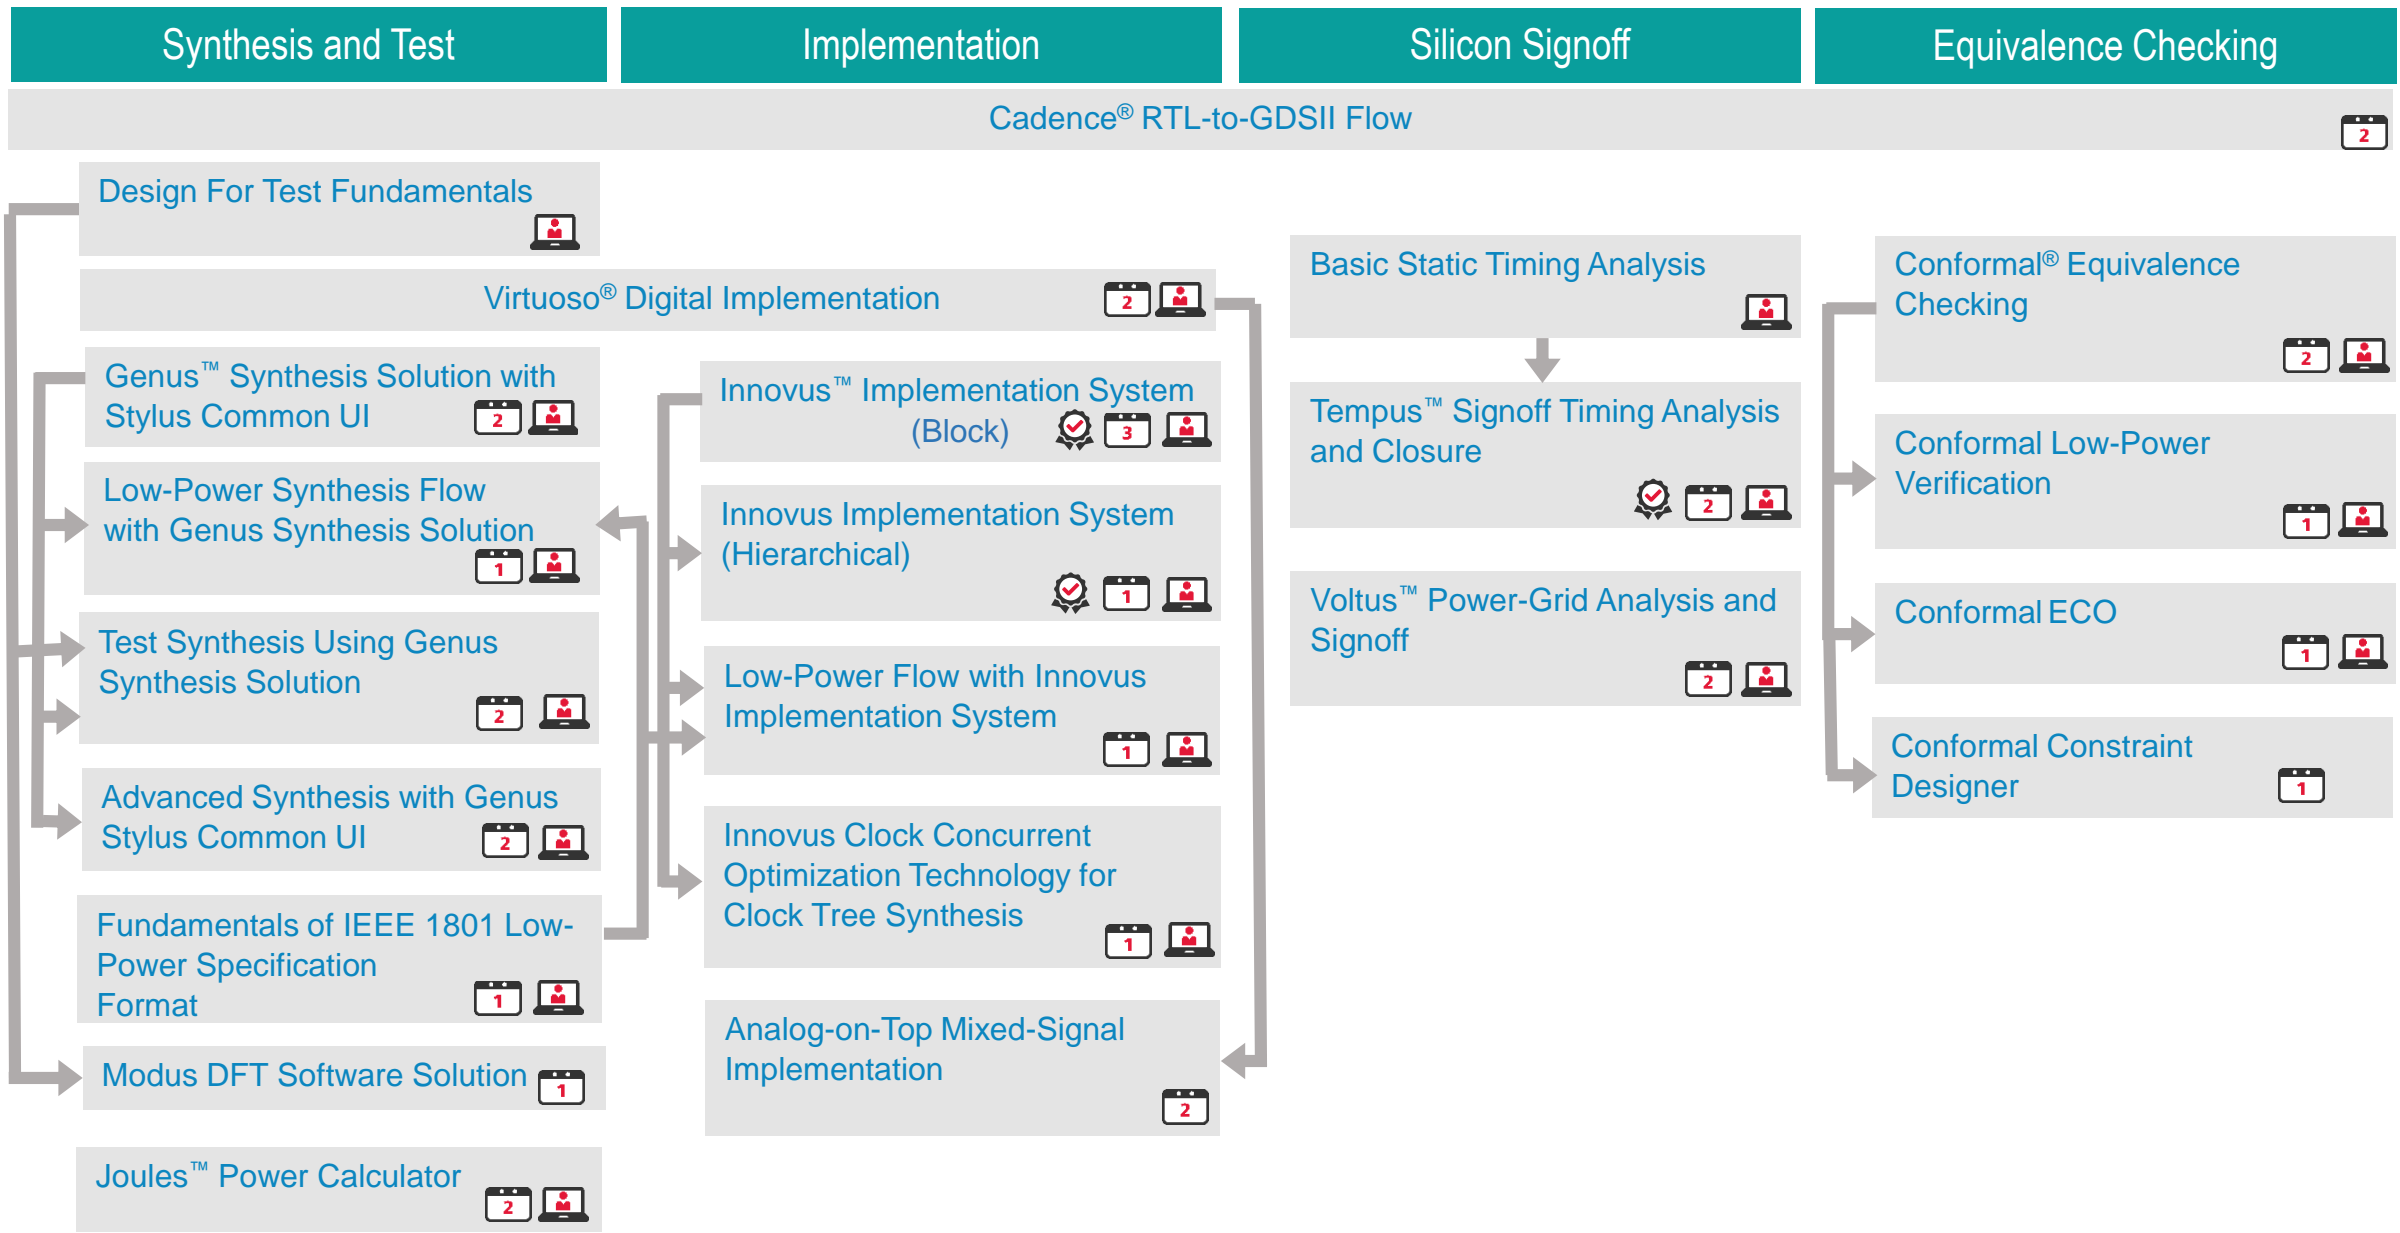 Synthesis and Test
Implementation
Silicon Signoff
Equivalence Checking
Cadence® RTL-to-GDSII Flow
2
Design For Test Fundamentals
Virtuoso® Digital Implementation
2
Genus™ Synthesis Solution with
Stylus Common UI
2
Low-Power Synthesis Flow
with Genus Synthesis Solution
1
Test Synthesis Using Genus
Synthesis Solution
2
Advanced Synthesis with Genus
Stylus Common UI
2
Fundamentals of IEEE 1801 Low-
Power Specification
Format
1
Modus DFT Software Solution
1
Joules™ Power Calculator
2
Innovus™ Implementation System
(Block)
3
Innovus Implementation System
(Hierarchical)
1
Low-Power Flow with Innovus
Implementation System
1
Innovus Clock Concurrent
Optimization Technology for
Clock Tree Synthesis
1
Analog-on-Top Mixed-Signal
Implementation
2
Basic Static Timing Analysis
Tempus™ Signoff Timing Analysis
and Closure
2
Voltus™ Power-Grid Analysis and
Signoff
2
Conformal® Equivalence
Checking
2
Conformal Low-Power
Verification
1
Conformal ECO
1
Conformal Constraint
Designer
1